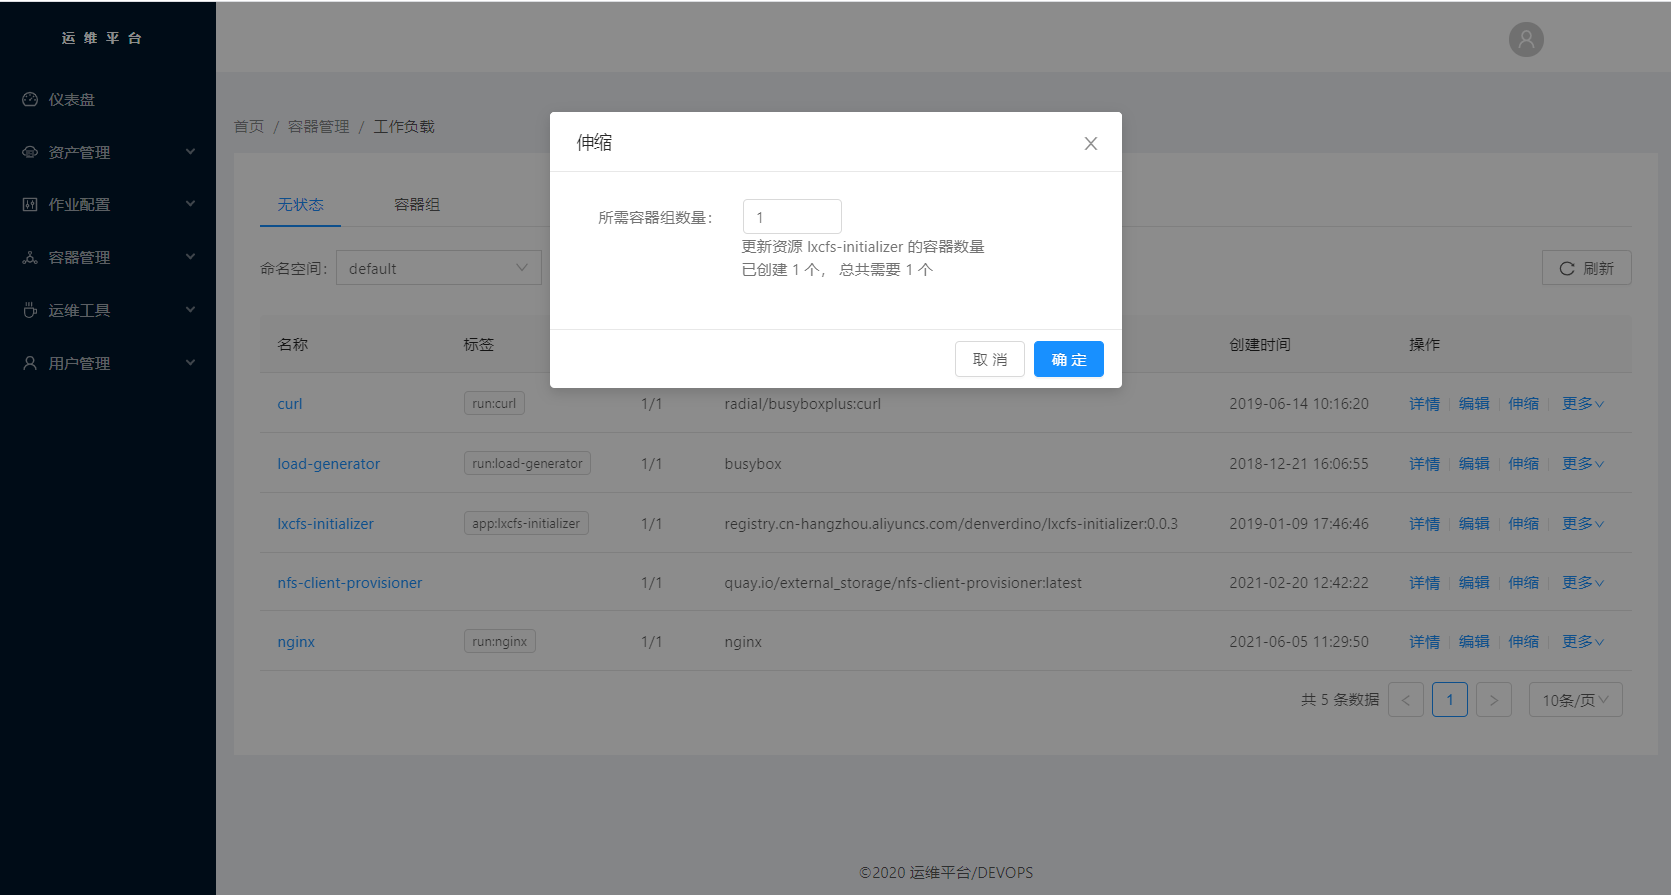 运 维 平 台
仪表盘
资产管理
作业配置
容器管理
运维工具
用户管理
首页 / 容器管理 / 工作负载
无状态 容器组
命名空间: default
刷新
伸缩
所需容器组数量: 1
更新资源 lxcfs-initializer 的容器数量
已创建 1 个， 总共需要 1 个
取 消 确 定
名称 标签 创建时间 操作
curl run:curl 1/1 radial/busyboxplus:curl 2019-06-14 10:16:20 详情 编辑 伸缩 更多
load-generator run:load-generator 1/1 busybox 2018-12-21 16:06:55 详情 编辑 伸缩 更多
lxcfs-initializer app:lxcfs-initializer 1/1 registry.cn-hangzhou.aliyuncs.com/denverdino/lxcfs-initializer:0.0.3 2019-01-09 17:46:46 详情 编辑 伸缩 更多
nfs-client-provisioner 1/1 quay.io/external_storage/nfs-client-provisioner:latest 2021-02-20 12:42:22 详情 编辑 伸缩 更多
nginx run:nginx 1/1 nginx 2021-06-05 11:29:50 详情 编辑 伸缩 更多
共 5 条数据 < 1 > 10条/页
©2020 运维平台/DEVOPS